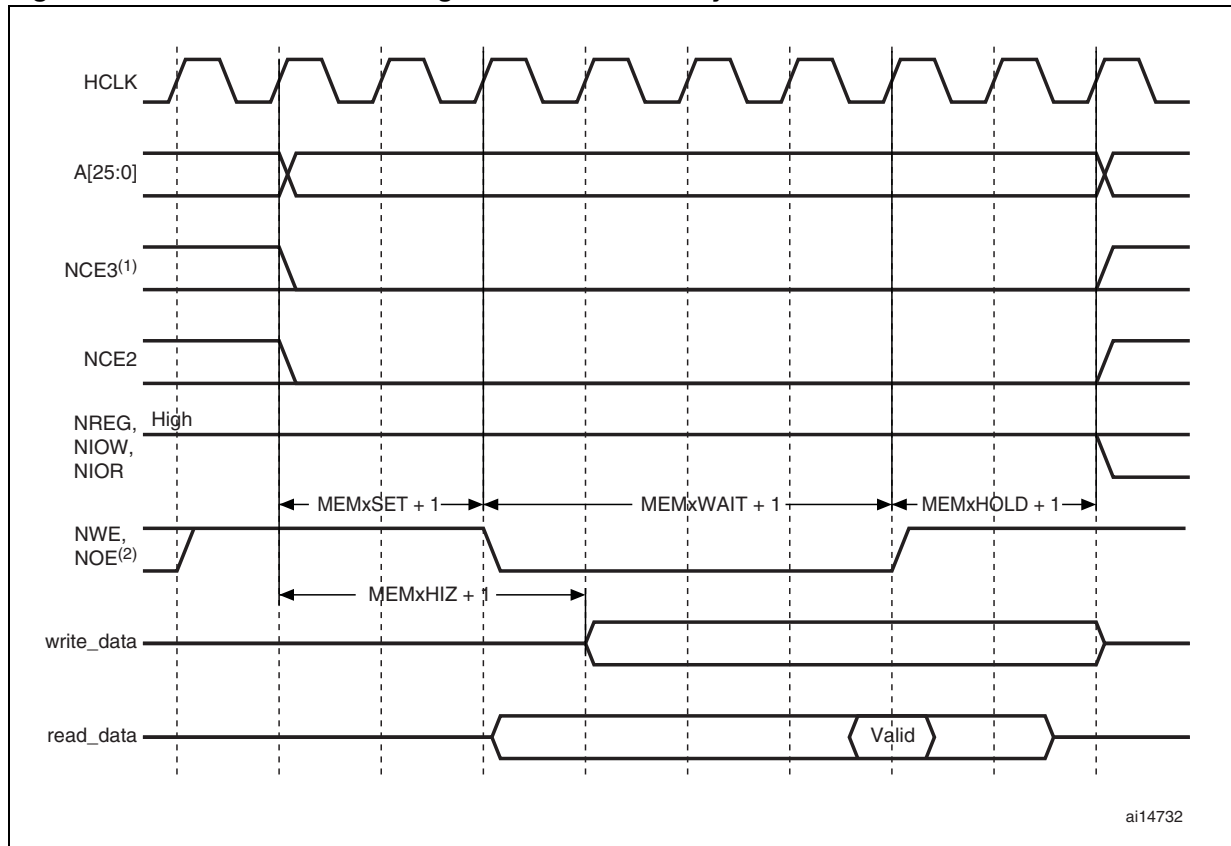 HCLK
A[25:0]
NCE3(1)
NCE2
NREG, High
NIOW,
NIOR
MEMxSET + 1 MEMxWAIT + 1 MEMxHOLD + 1
NWE,
NOE(2)
MEMxHIZ + 1
write_data
read_data Valid
ai14732